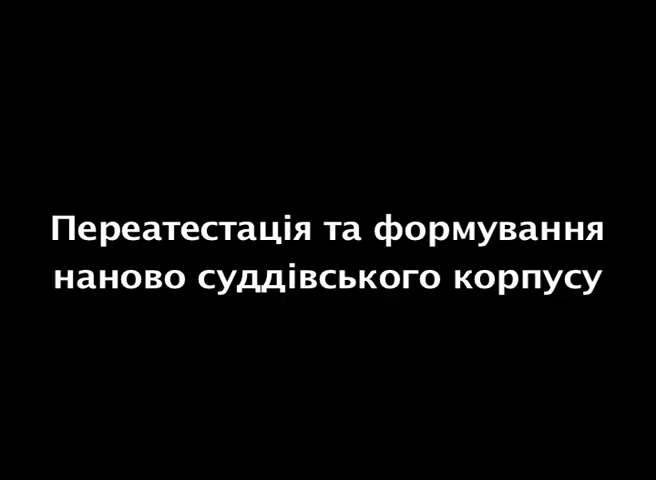 Переатестація та формування
наново суддівського корпусу